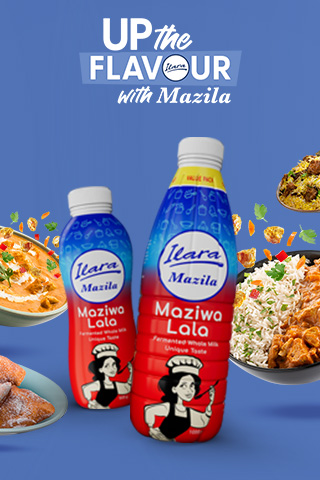 UP the
FLAVOUR
Ilara
with Mazila
VALUE PACK
Ilara
Mazila
Maziwa
Lala
Fermented Whole Milk
Unique Taste
Ilara
Mazila
Maziwa
Lala
Fermented Whole Milk
Unique Taste